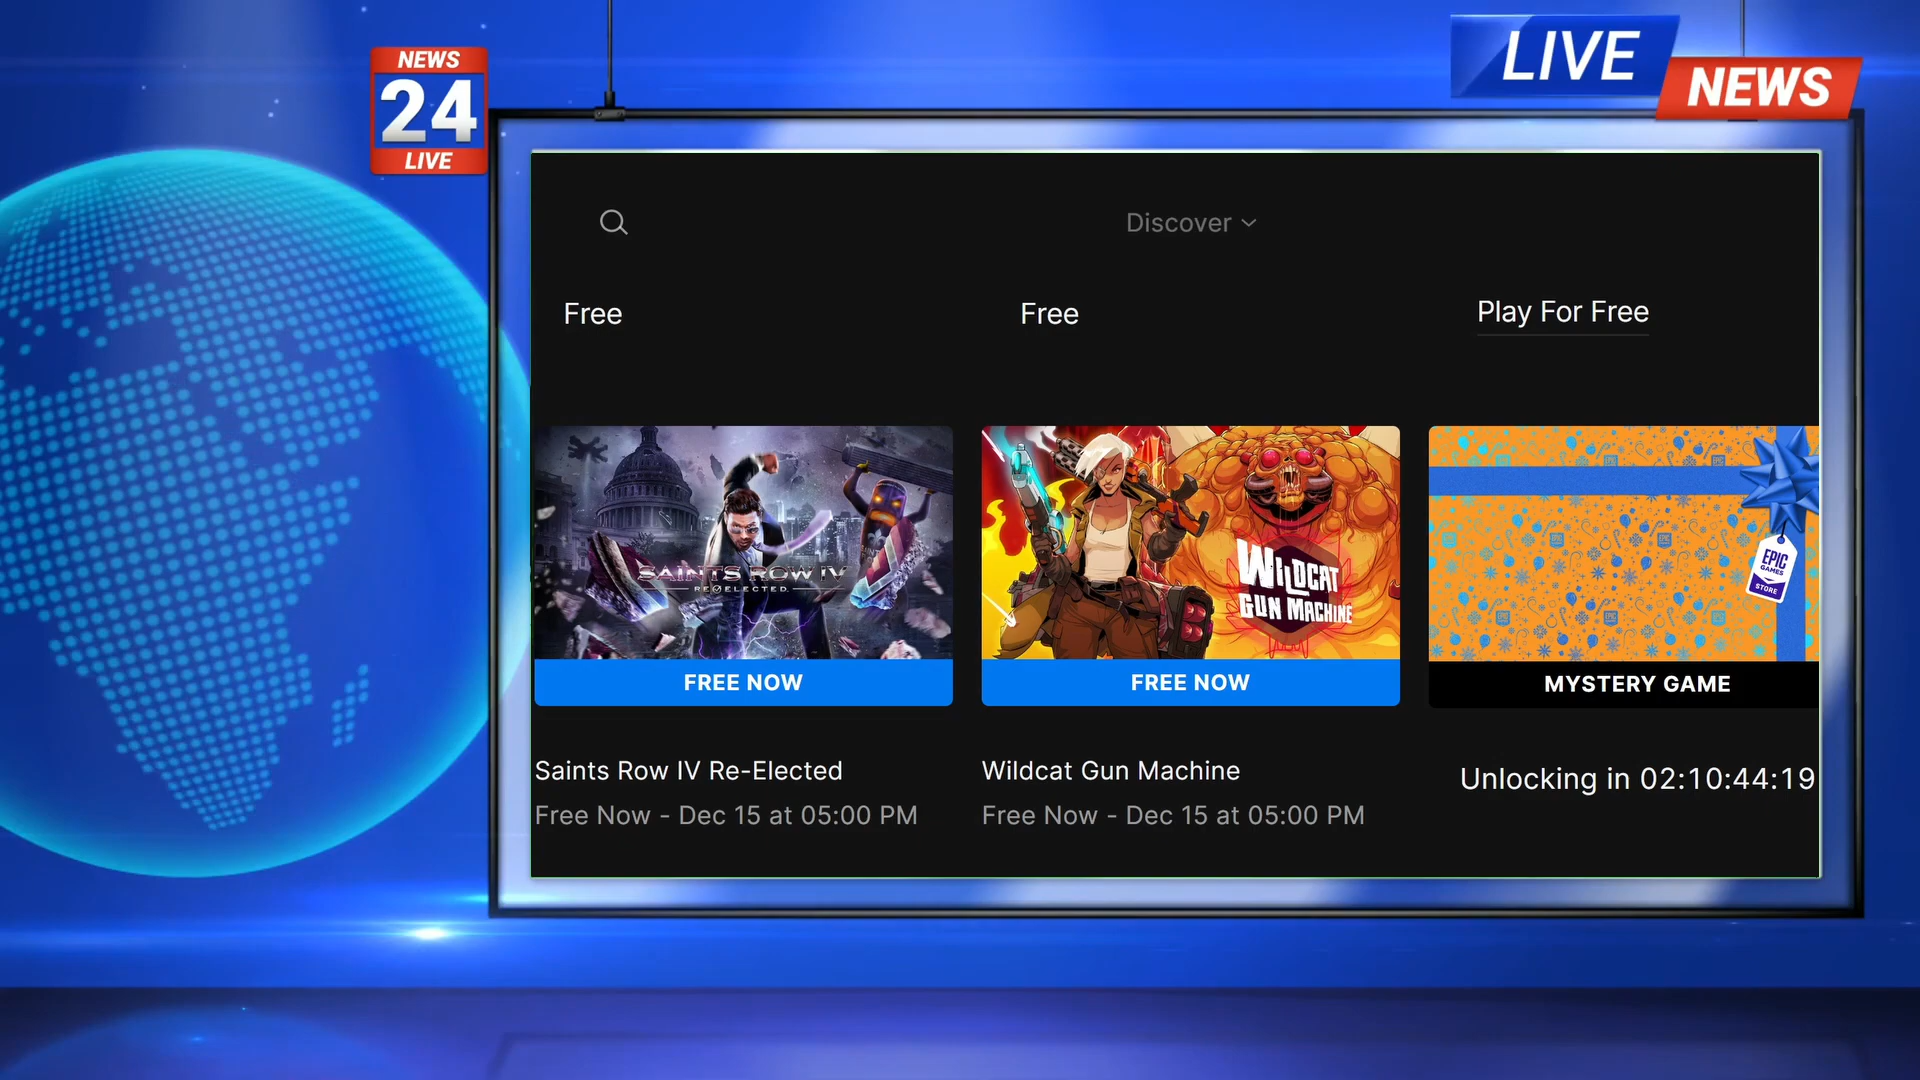 NEWS
24
LIVE
LIVE
NEWS
Discover
Free
Free
Play For Free
SAINTS ROW IV
RE-ELECTED
WILDCAT
GUN MACHINE
EPIC
GAMES
STORE
FREE NOW
FREE NOW
MYSTERY GAME
Saints Row IV Re-Elected
Wildcat Gun Machine
Unlocking in 02:10:44:19
Free Now - Dec 15 at 05:00 PM
Free Now - Dec 15 at 05:00 PM